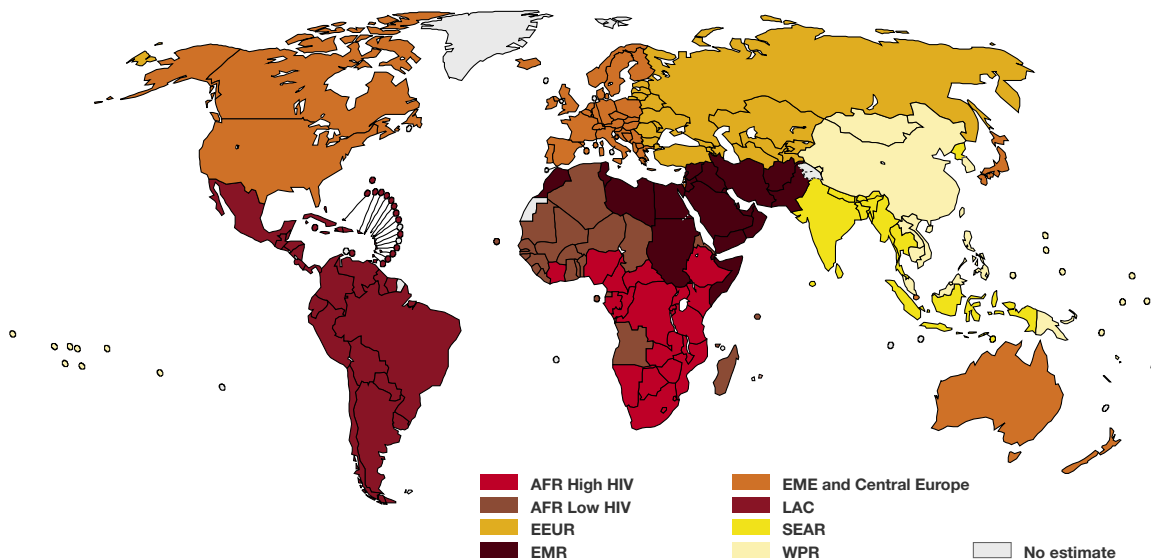 AFR High HIV
AFR Low HIV
EEUR
EMR
EME and Central Europe
LAC
SEAR
WPR
No estimate